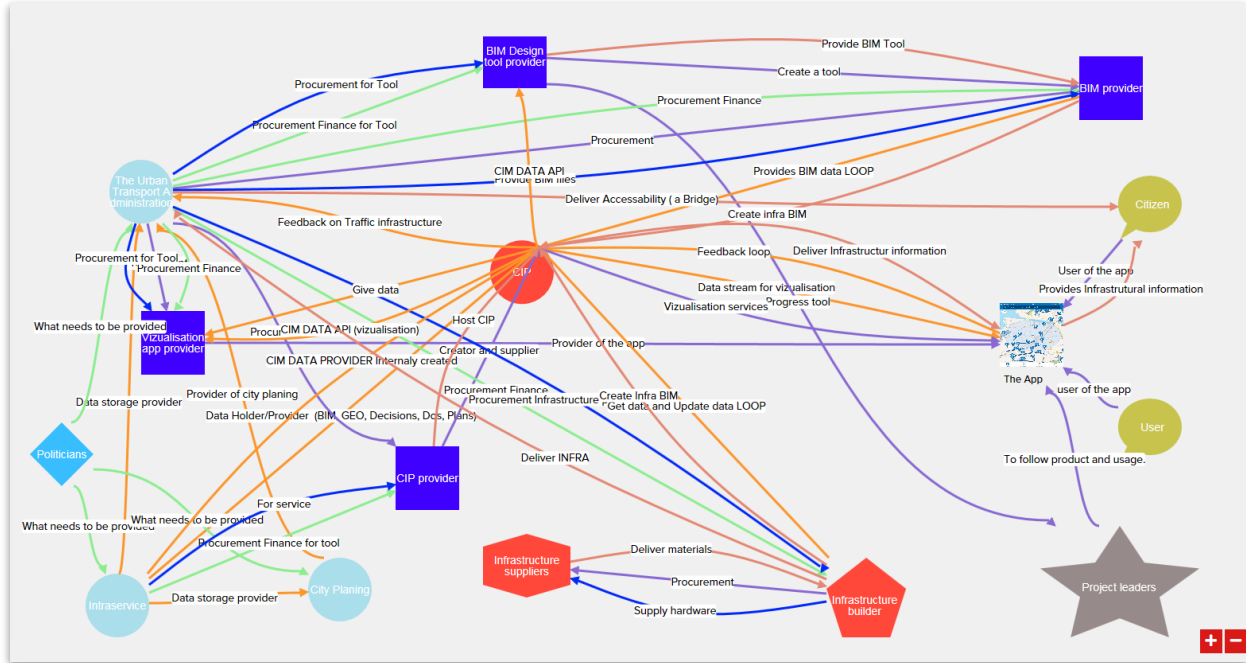 BIM Design
tool provider
Provide BIM Tool
Create a tool
BIM provider
Procurement for Tool
Procurement Finance
Procurement Finance for Tool
Procurement
CIM DATA API
Provide BIM files
Provides BIM data LOOP
The Urban
Transport A
dministration
Deliver Accessability ( a Bridge)
Citizen
Create infra BIM
Feedback on Traffic infrastructure
Feedback loop
Deliver Infrastructur information
Procurement for Tool
Procurement Finance
CIP
User of the app
Give data
Data stream for vizualisation
Provides Infrastrutural information
Vizualisation services
Progress tool
Host CIP
What needs to be provided
Vizualisation
app provider
CIM DATA API (vizualisation)
Provider of the app
Creator and supplier
CIM DATA PROVIDER Internaly created
The App
user of the app
Provider of city planing
Procurement Finance
Data storage provider
Procurement Infrastructure
Create Infra BIM
Get data and Update data LOOP
Data Holder/Provider (BIM, GEO, Decisions, Dos, Plans)
User
Politicians
Deliver INFRA
To follow product and usage.
CIP provider
For service
What needs to be provided
What needs to be provided
Procurement Finance for tool
Deliver materials
Infrastructure
suppliers
Procurement
Project leaders
City Planing
Data storage provider
Intraservice
Supply hardware
Infrastructure
builder